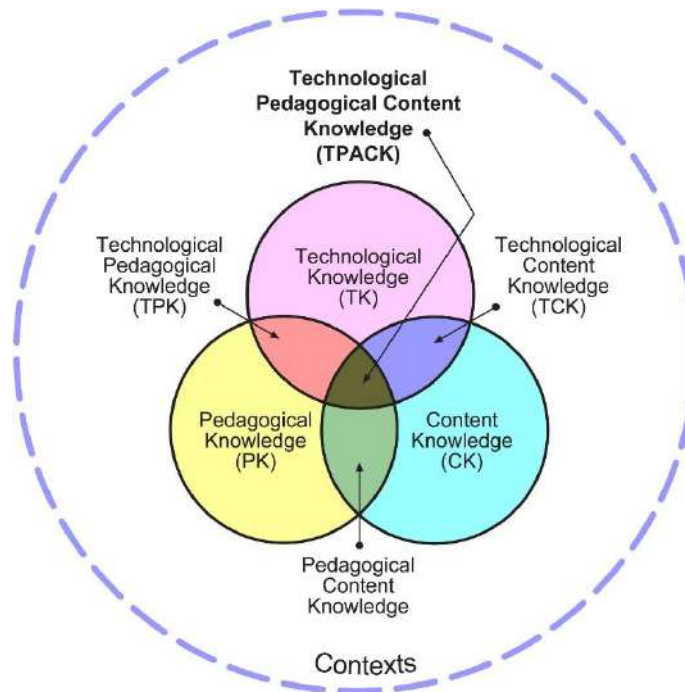 Technological
Pedagogical Content
Knowledge
(TPACK)
Technological
Pedagogical
Knowledge
(TPK)
Technological
Knowledge
(TK)
Technological
Content
Knowledge
(TCK)
Pedagogical
Knowledge
(PK)
Content
Knowledge
(CK)
Pedagogical
Content
Knowledge
Contexts